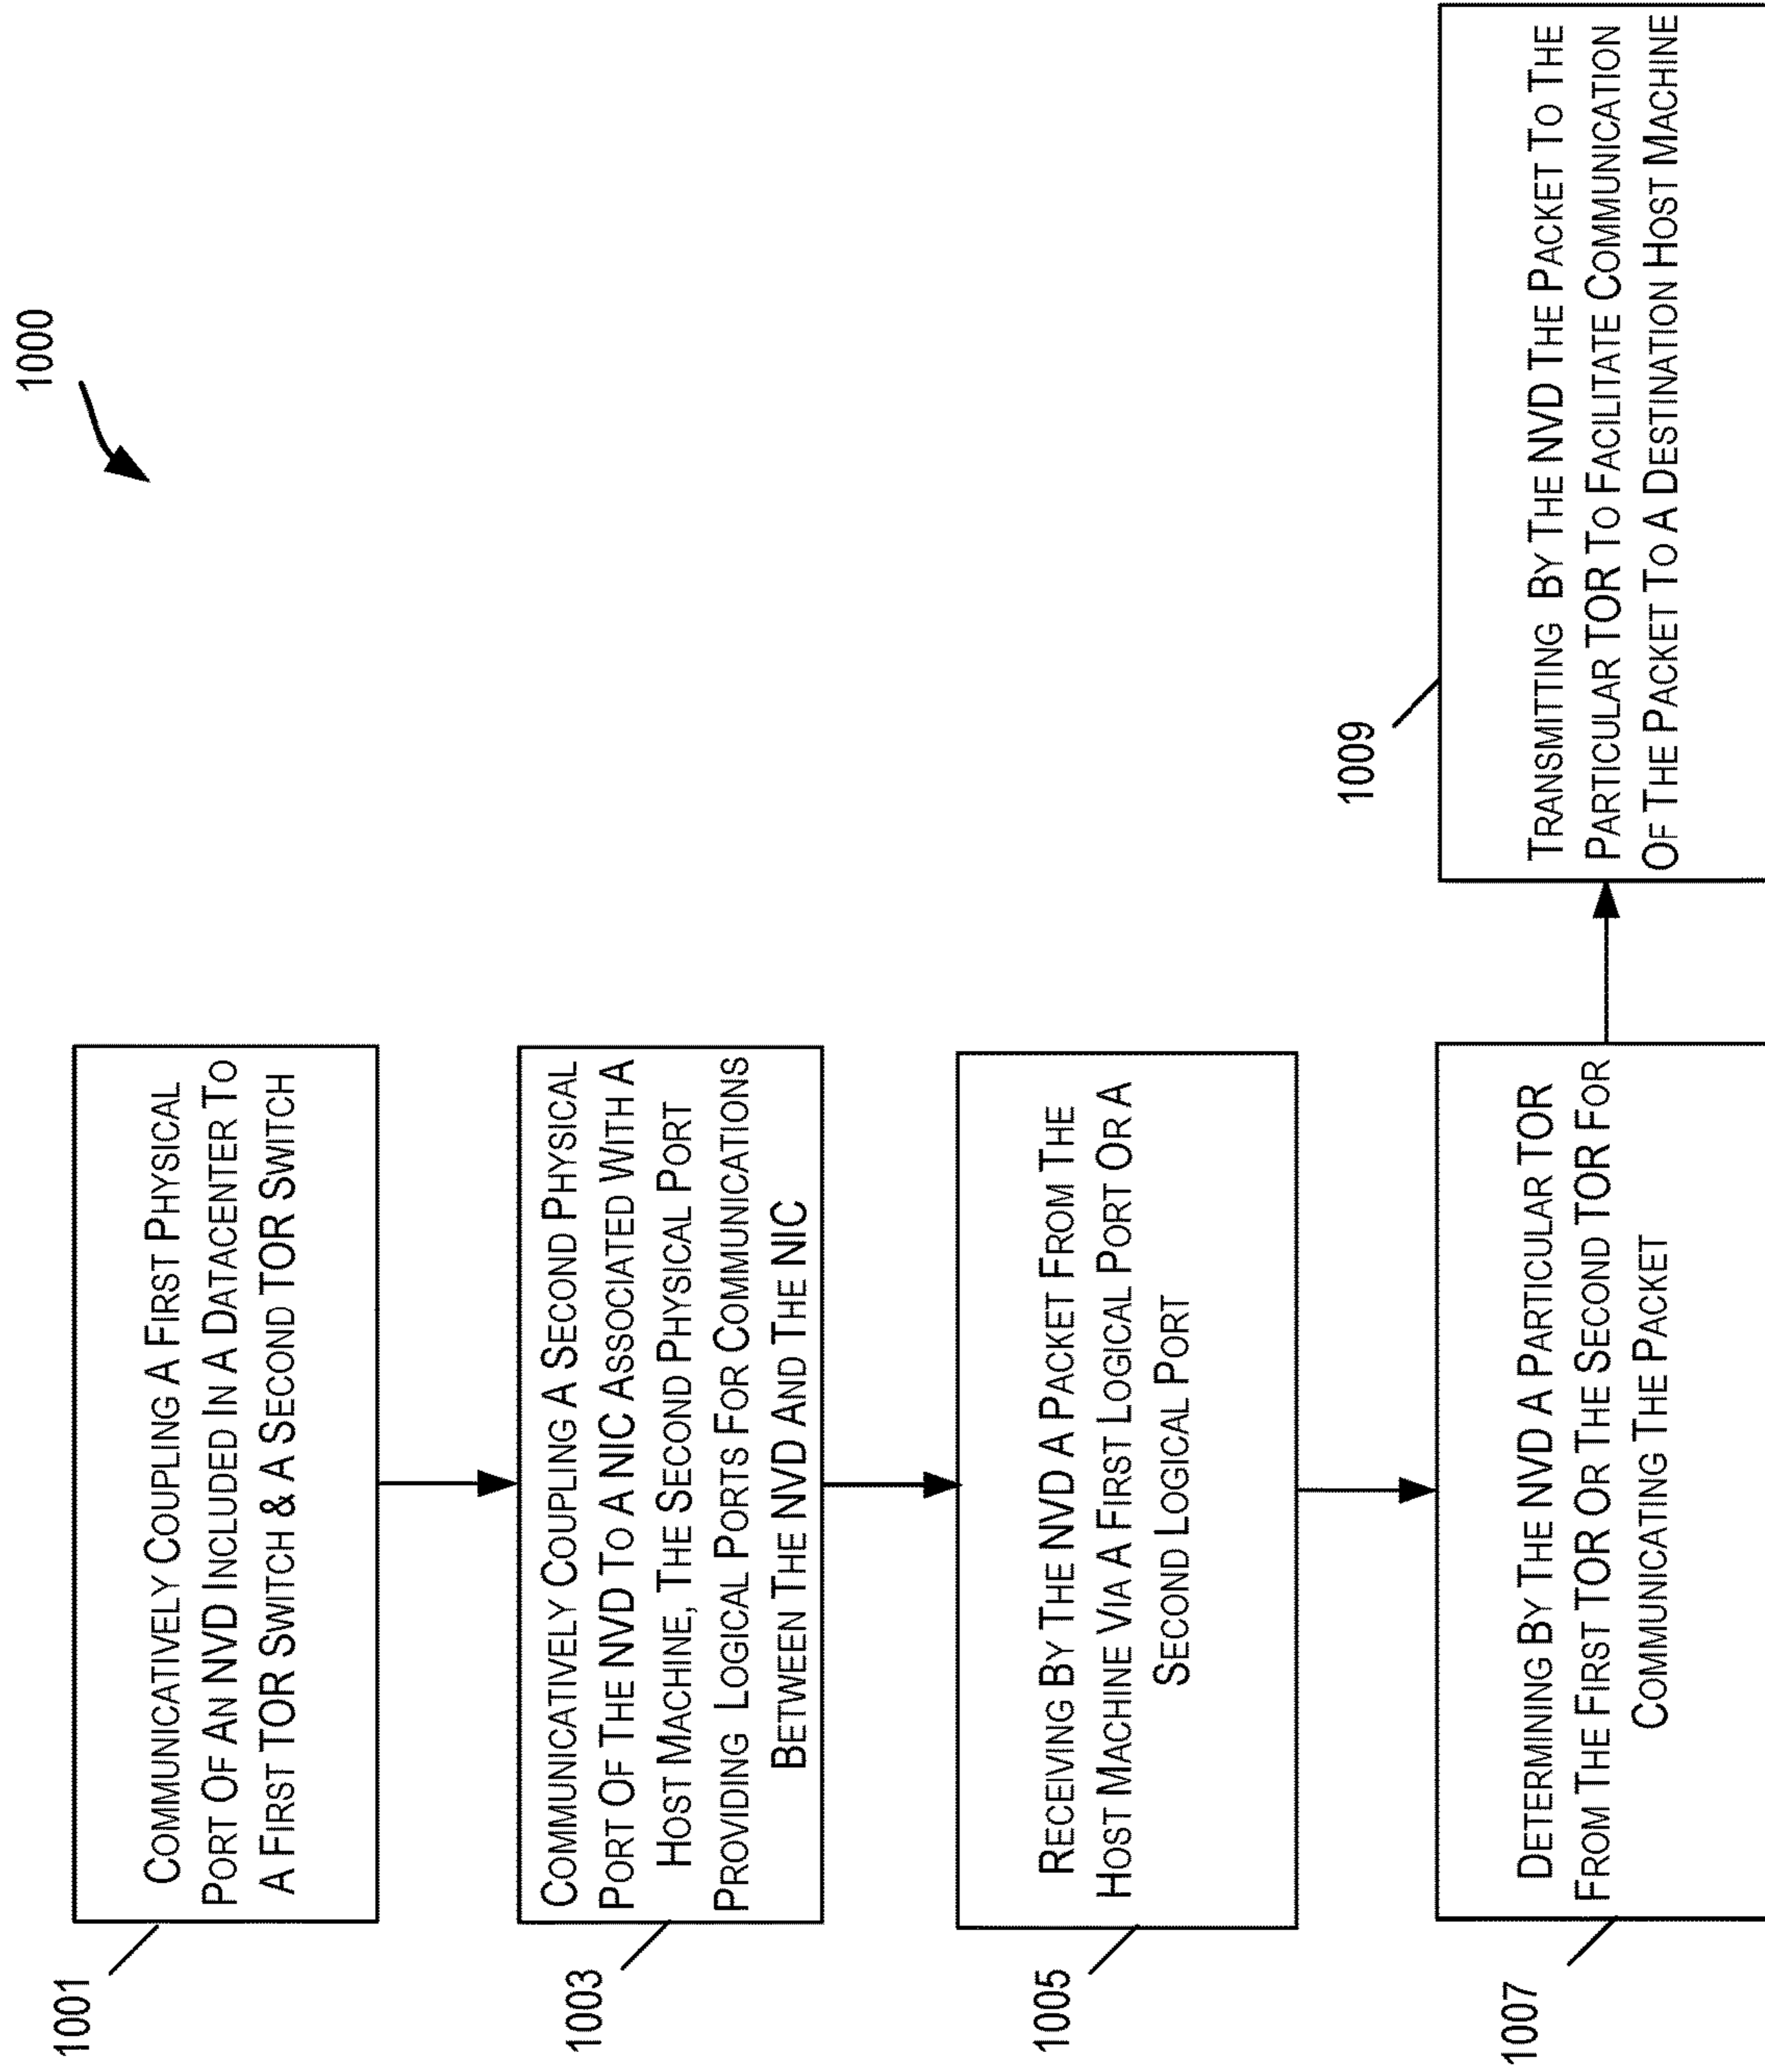 1000
1001
COMMUNICATIVELY COUPLING A FIRST PHYSICAL
PORT OF AN NVD INCLUDED IN A DATACENTER TO
A FIRST TOR SWITCH & A SECOND TOR SWITCH
1003
COMMUNICATIVELY COUPLING A SECOND PHYSICAL
PORT OF THE NVD TO A NIC ASSOCIATED WITH A
HOST MACHINE, THE SECOND PHYSICAL PORT
PROVIDING LOGICAL PORTS FOR COMMUNICATIONS
BETWEEN THE NVD AND THE NIC
1005
RECEIVING BY THE NVD A PACKET FROM THE
HOST MACHINE VIA A FIRST LOGICAL PORT OR A
SECOND LOGICAL PORT
1007
DETERMINING BY THE NVD A PARTICULAR TOR
FROM THE FIRST TOR OR THE SECOND TOR FOR
COMMUNICATING THE PACKET
1009
TRANSMITTING BY THE NVD THE PACKET TO THE
PARTICULAR TOR TO FACILITATE COMMUNICATION
OF THE PACKET TO A DESTINATION HOST MACHINE